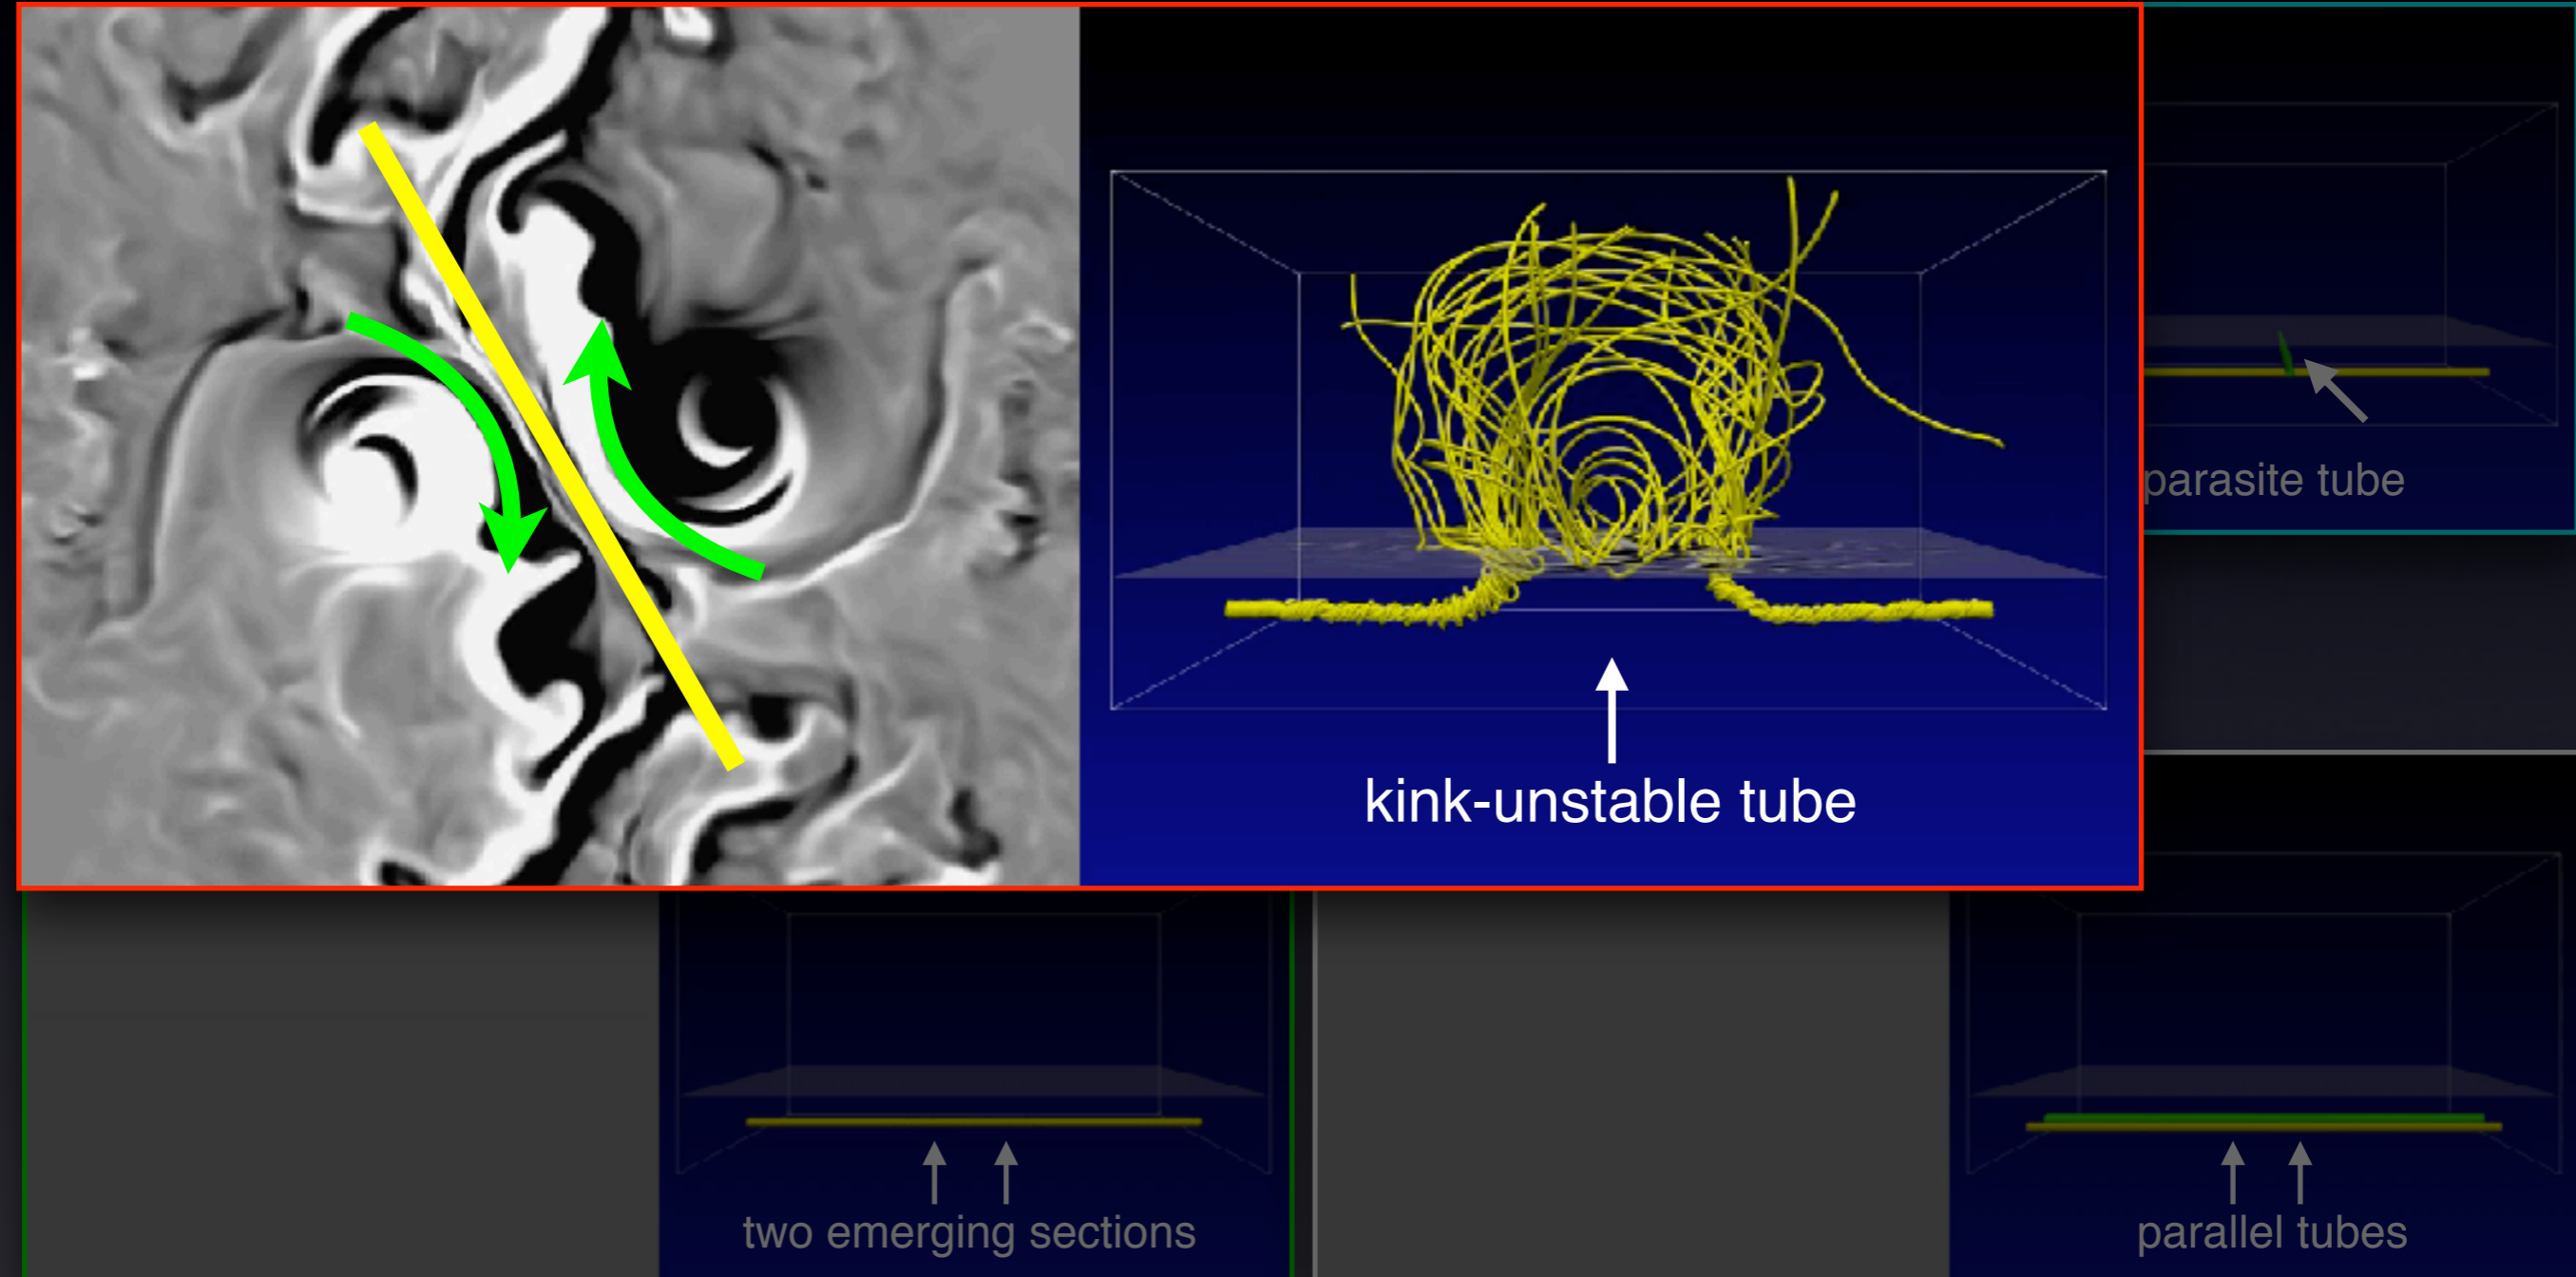 parasite tube
kink-unstable tube
two emerging sections
parallel tubes